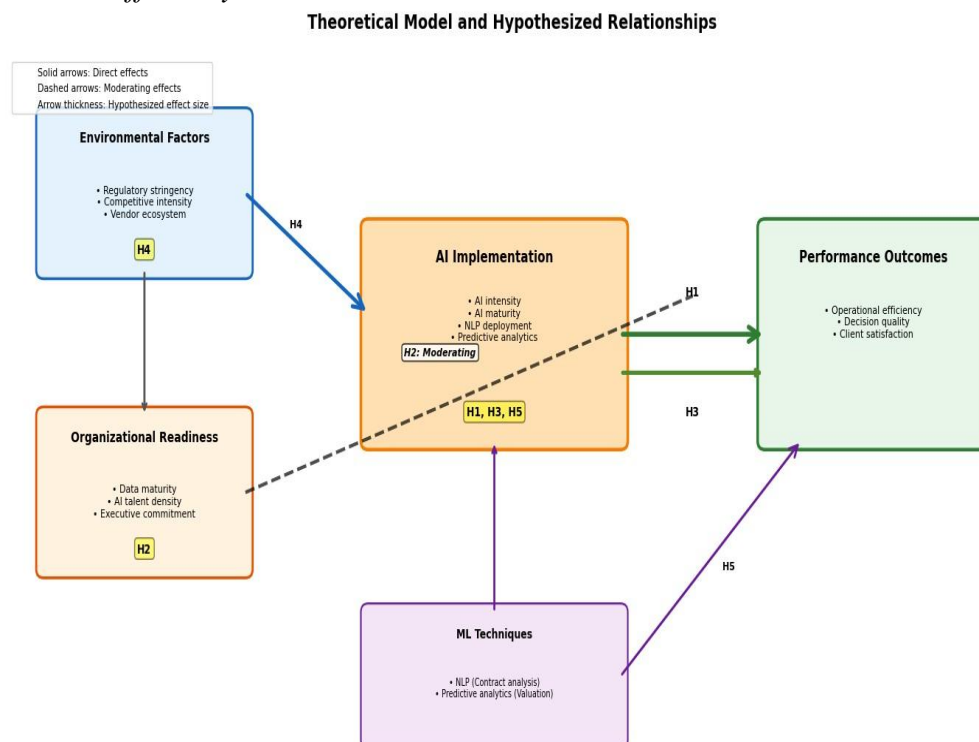 Theoretical Model and Hypothesized Relationships
Solid arrows: Direct effects
Dashed arrows: Moderating effects
Arrow thickness: Hypothesized effect size
Environmental Factors
• Regulatory stringency
• Competitive intensity
• Vendor ecosystem
H4
H4
AI Implementation
• AI intensity
• AI maturity
• NLP deployment
• Predictive analytics
H2: Moderating
H1, H3, H5
H1
H3
Performance Outcomes
• Operational efficiency
• Decision quality
• Client satisfaction
Organizational Readiness
• Data maturity
• AI talent density
• Executive commitment
H2
H5
ML Techniques
• NLP (Contract analysis)
• Predictive analytics (Valuation)